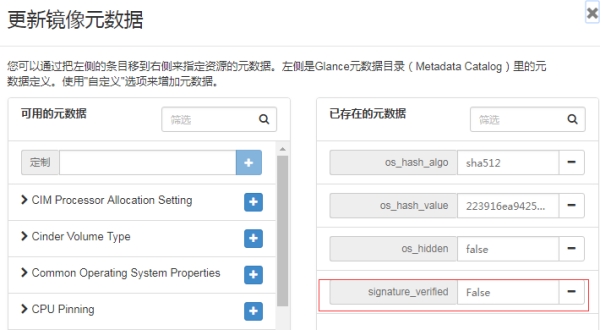 更新镜像元数据
您可以通过把左侧的条目移到右侧来指定资源的元数据。左侧是Glance元数据目录（Metadata Catalog）里的元
数据定义。使用"自定义"选项来增加元数据。
可用的元数据
筛选
定制
CIM Processor Allocation Setting
Cinder Volume Type
Common Operating System Properties
CPU Pinning
已存在的元数据
筛选
os_hash_algo sha512
os_hash_value 223916ea9425...
os_hidden false
signature_verified False